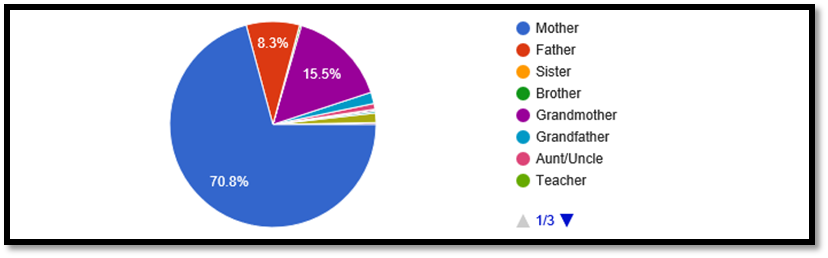 8.3%
15.5%
70.8%
Mother
Father
Sister
Brother
Grandmother
Grandfather
Aunt/Uncle
Teacher
1/3